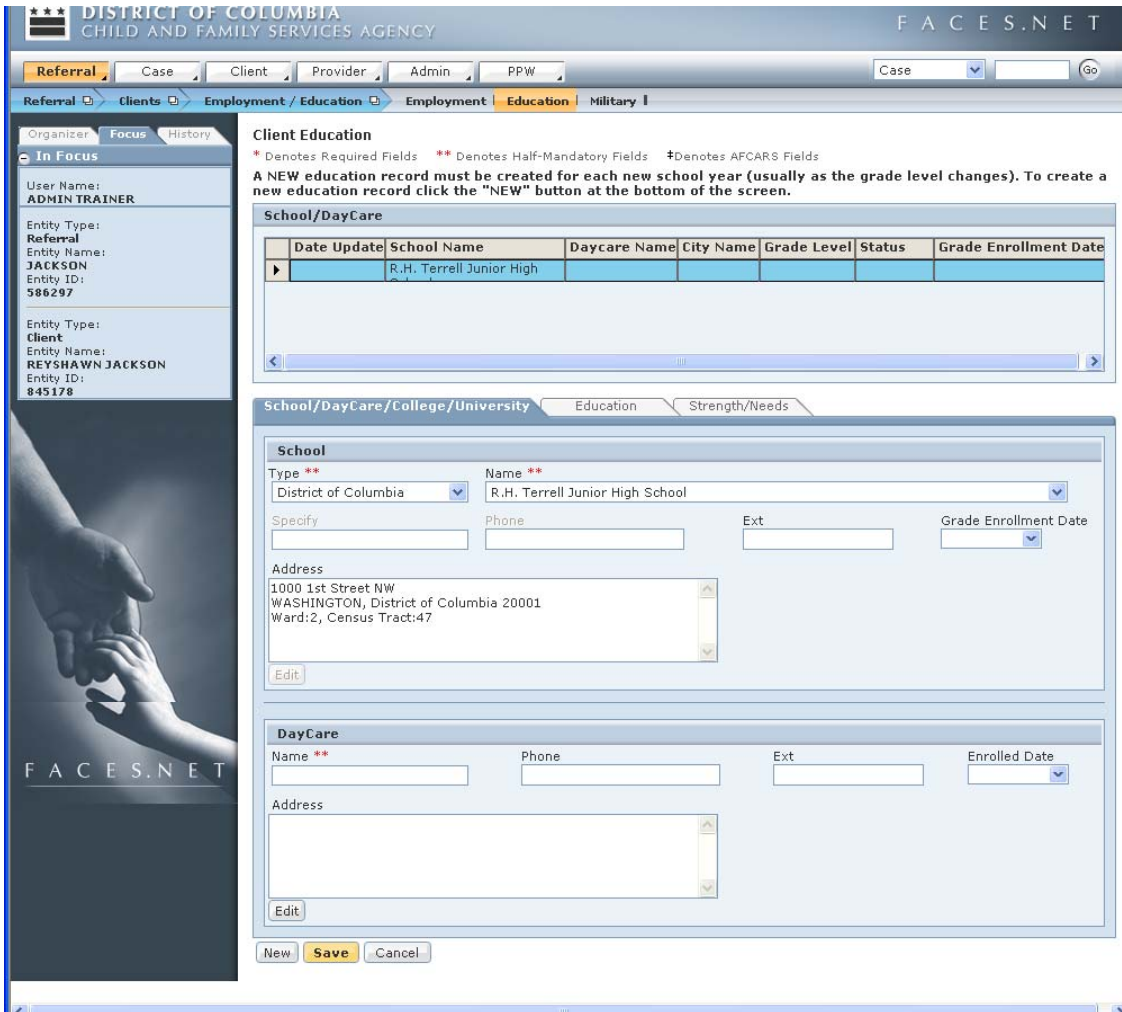 DISTRICT OF COLUMBIA
CHILD AND FAMILY SERVICES AGENCY
FACES.NET
Referral Case Client Provider Admin PPW Case Go
Referral Clients Employment / Education Employment Education Military
Organizer Focus History
In Focus
User Name:
ADMIN TRAINER
Entity Type:
Referral
Entity Name:
JACKSON
Entity ID:
586297
Entity Type:
Client
Entity Name:
REYSHAWN JACKSON
Entity ID:
845178
FACES.NET
Client Education
* Denotes Required Fields ** Denotes Half-Mandatory Fields ‡Denotes AFCARS Fields
A NEW education record must be created for each new school year (usually as the grade level changes). To create a
new education record click the "NEW" button at the bottom of the screen.
School/DayCare
Date Update School Name Daycare Name City Name Grade Level Status Grade Enrollment Date
R.H. Terrell Junior High
School/DayCare/College/University Education Strength/Needs
School
Type ** Name **
District of Columbia R.H. Terrell Junior High School
Specify Phone Ext Grade Enrollment Date
Address
1000 1st Street NW
WASHINGTON, District of Columbia 20001
Ward:2, Census Tract:47
Edit
DayCare
Name ** Phone Ext Enrolled Date
Address
Edit
New Save Cancel